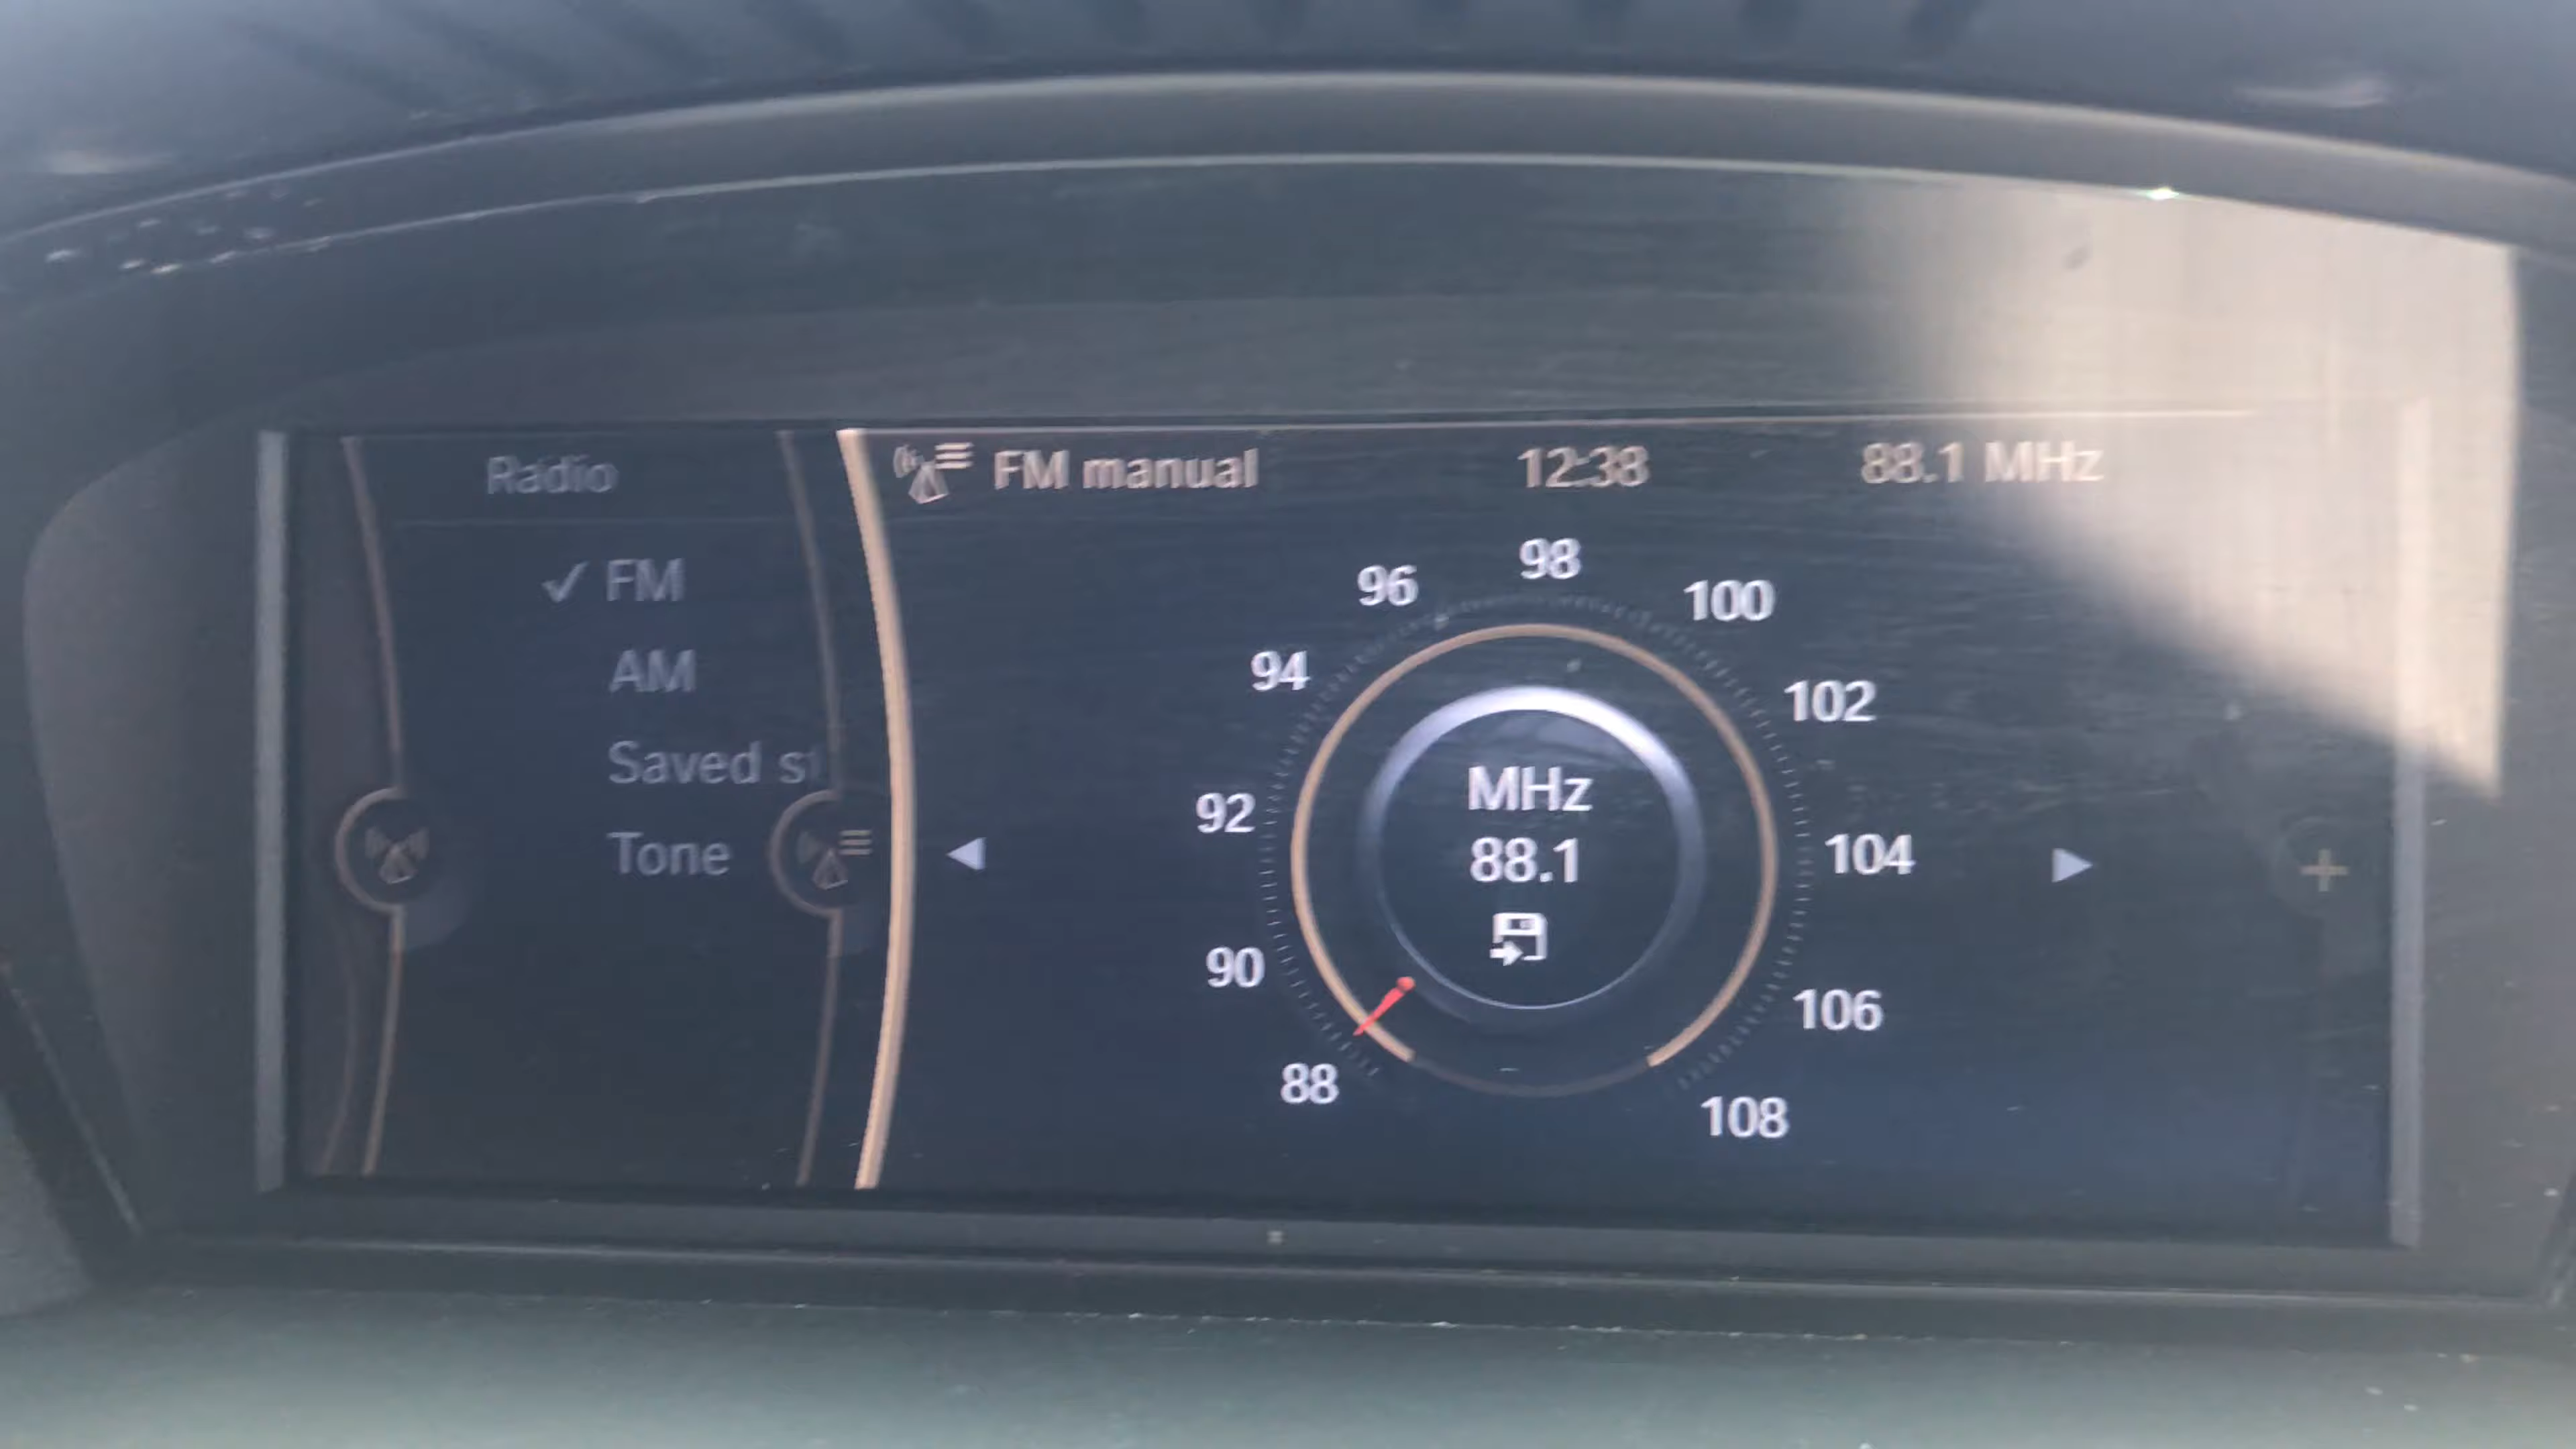 Radio
✓ FM
AM
Saved
Tone
FM manual 12:38 88.1 MHz
98
96 100
94 102
92 104
90 106
88 108
MHz
88.1
+